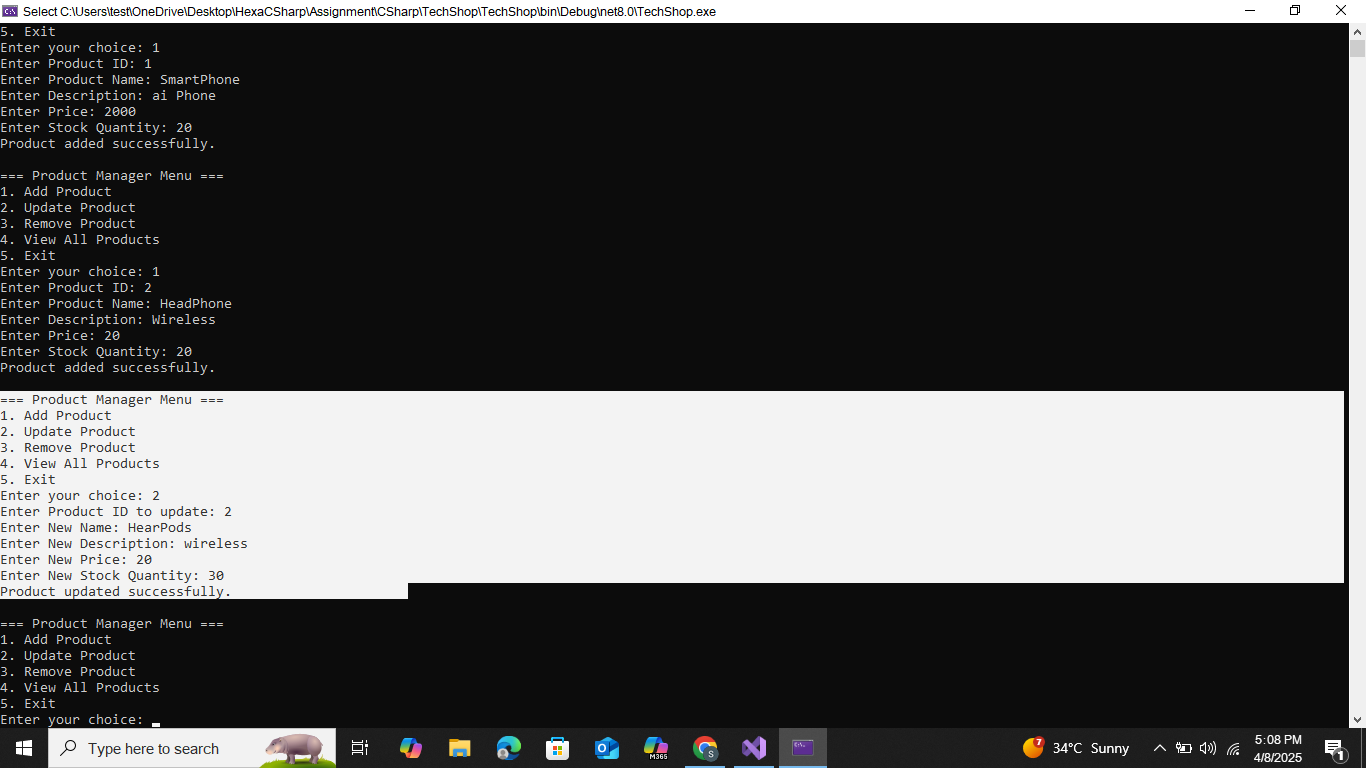 Select C:\Users\test\OneDrive\Desktop\HexaCSharp\Assignment\CSharp\TechShop\TechShop\bin\Debug\net8.0\TechShop.exe
5. Exit
Enter your choice: 1
Enter Product ID: 1
Enter Product Name: SmartPhone
Enter Description: ai Phone
Enter Price: 2000
Enter Stock Quantity: 20
Product added successfully.
=== Product Manager Menu ===
1. Add Product
2. Update Product
3. Remove Product
4. View All Products
5. Exit
Enter your choice: 1
Enter Product ID: 2
Enter Product Name: HeadPhone
Enter Description: Wireless
Enter Price: 20
Enter Stock Quantity: 20
Product added successfully.
=== Product Manager Menu ===
1. Add Product
2. Update Product
3. Remove Product
4. View All Products
5. Exit
Enter your choice: 2
Enter Product ID to update: 2
Enter New Name: HearPods
Enter New Description: wireless
Enter New Price: 20
Enter New Stock Quantity: 30
Product updated successfully.
=== Product Manager Menu ===
1. Add Product
2. Update Product
3. Remove Product
4. View All Products
5. Exit
Enter your choice:
Type here to search
M365
S
7
34°C Sunny
5:08 PM
4/8/2025
1